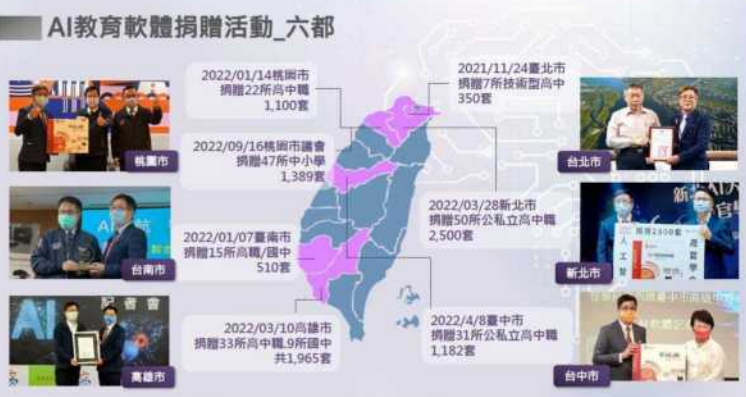 AI教育軟體捐贈活動_六都
2022/01/14桃園市
捐贈22所高中職
1,100套
2021/11/24臺北市
捐贈7所技術型高中
350套
桃園市
台北市
2022/09/16桃園市議會
捐贈47所中小學
1,389套
2022/03/28新北市
捐贈50所公私立高中職
2,500套
2022/01/07臺南市
捐贈15所高職/國中
510套
台南市
新北市
2022/03/10高雄市
捐贈33所高中職.9所國中
共1,965套
2022/4/8臺中市
捐贈31所公私立高中職
1,182套
高雄市
台中市
AI
記者會